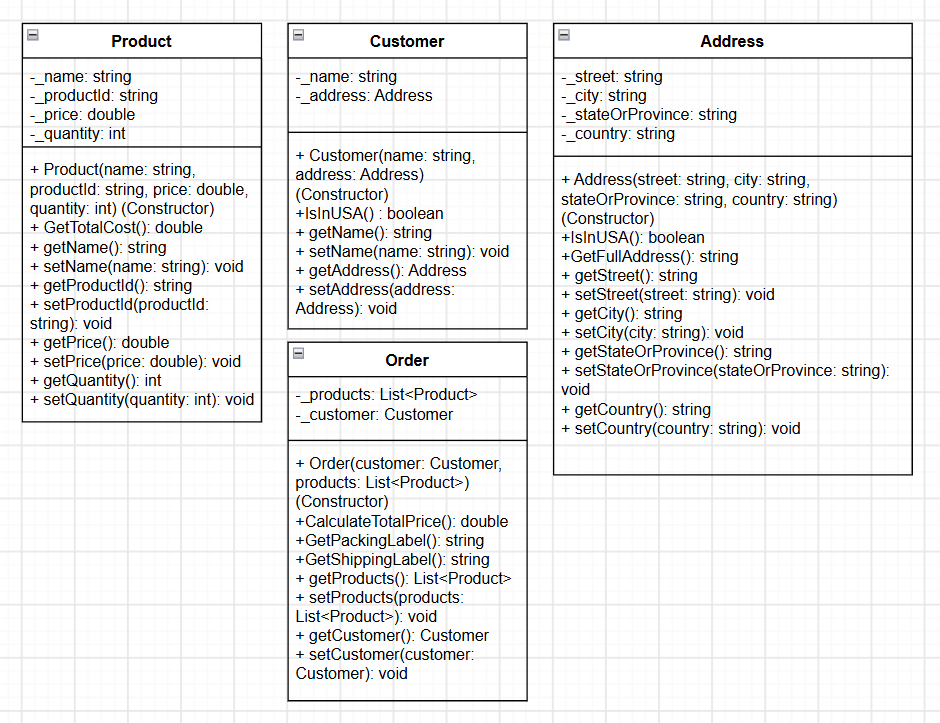 Product
-_name: string
-_productId: string
-_price: double
-_quantity: int
+ Product(name: string,
productId: string, price: double,
quantity: int) (Constructor)
+ GetTotalCost(): double
+ getName(): string
+ setName(name: string): void
+ getProductId(): string
+ setProductId(productId:
string): void
+ getPrice(): double
+ setPrice(price: double): void
+ getQuantity(): int
+ setQuantity(quantity: int): void
Customer
-_name: string
-_address: Address
+ Customer(name: string,
address: Address)
(Constructor)
+IsInUSA() : boolean
+ getName(): string
+ setName(name: string): void
+ getAddress(): Address
+ setAddress(address:
Address): void
Order
-_products: List<Product>
-_customer: Customer
+ Order(customer: Customer,
products: List<Product>)
(Constructor)
+CalculateTotalPrice(): double
+GetPackingLabel(): string
+GetShippingLabel(): string
+ getProducts(): List<Product>
+ setProducts(products:
List<Product>): void
+ getCustomer(): Customer
+ setCustomer(customer:
Customer): void
Address
-_street: string
-_city: string
-_stateOrProvince: string
-_country: string
+ Address(street: string, city: string,
stateOrProvince: string, country: string)
(Constructor)
+IsInUSA(): boolean
+GetFullAddress(): string
+ getStreet(): string
+ setStreet(street: string): void
+ getCity(): string
+ setCity(city: string): void
+ getStateOrProvince(): string
+ setStateOrProvince(stateOrProvince: string):
void
+ getCountry(): string
+ setCountry(country: string): void